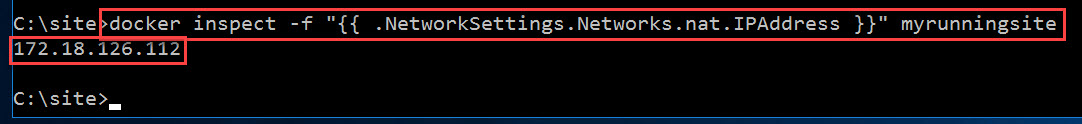 C:\site>docker inspect -f "{{ .NetworkSettings.Networks.nat.IPAddress }}" myrunningsite
172.18.126.112
C:\site>